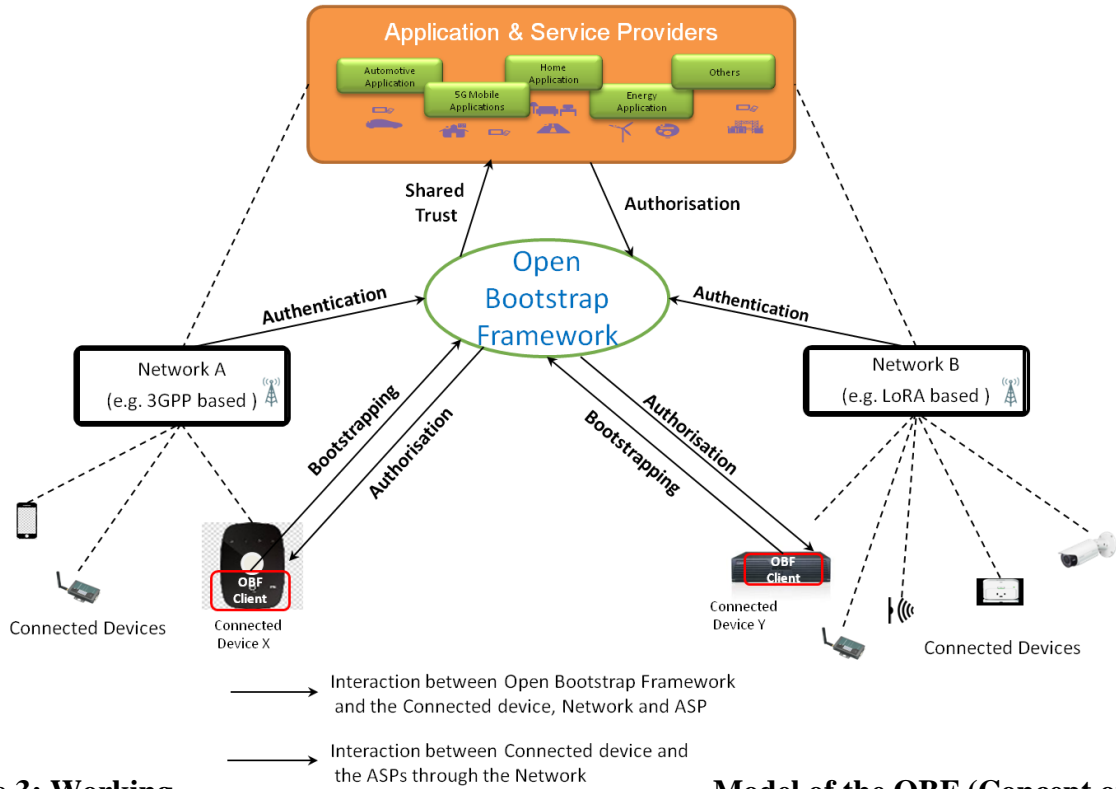 Application & Service Providers
Automotive
Application
5G Mobile
Applications
Home
Application
Energy
Application
Others
Shared
Trust
Authorisation
Open
Bootstrap
Framework
Authentication
Authentication
Network A
(e.g. 3GPP based )
Network B
(e.g. LoRA based )
Bootstrapping
Authorisation
Authorisation
Bootstrapping
OBF
Client
OBF
Client
Connected Devices
Connected
Device X
Connected
Device Y
Connected Devices
Interaction between Open Bootstrap Framework
and the Connected device, Network and ASP
Interaction between Connected device and
the ASPs through the Network
3: Working
Model of the OBF (Concept